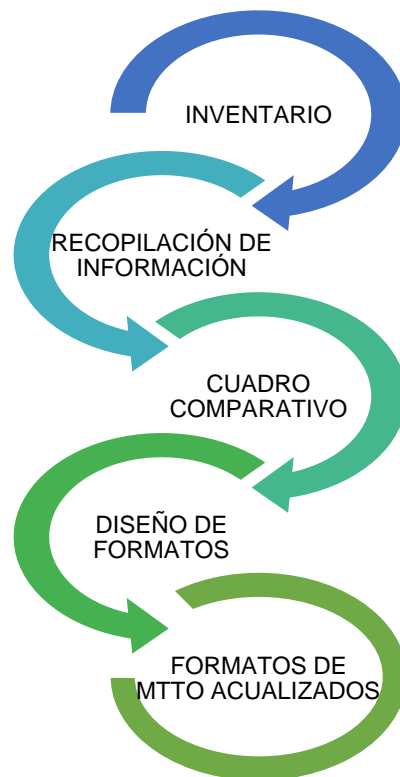 INVENTARIO
RECOPILACIÓN DE
INFORMACIÓN
CUADRO
COMPARATIVO
DISEÑO DE
FORMATOS
FORMATOS DE
MTTO ACUALIZADOS